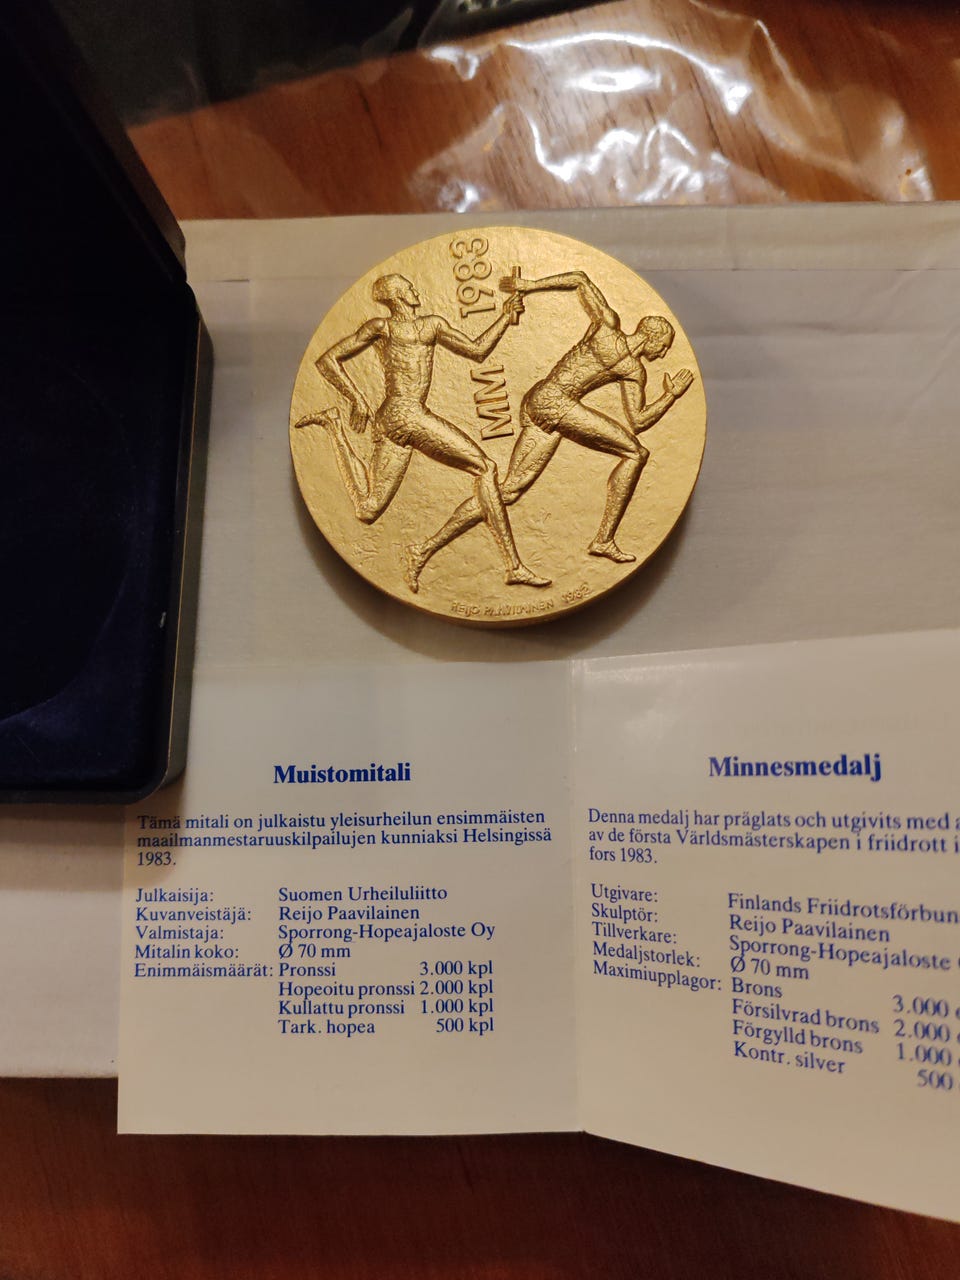 MM 1983
REIJO PAAVILAINEN 1982
Muistomitali
Tämä mitali on julkaistu yleisurheilun ensimmäisten
maailmanmestaruuskilpailujen kunniaksi Helsingissä
1983.
Julkaisija: Suomen Urheiluliitto
Kuvanveistäjä: Reijo Paavilainen
Valmistaja: Sporrong-Hopeajaloste Oy
Mitalin koko: Ø 70 mm
Enimmäismäärät: Pronssi 3.000 kpl
Hopeoitu pronssi 2.000 kpl
Kullattu pronssi 1.000 kpl
Tark. hopea 500 kpl
Minnesmedalj
Denna medalj har präglats och utgivits med
av de första Världsmästerskapen i friidrott i
fors 1983.
Utgivare: Finlands Friidrotsförbun
Skulptör: Reijo Paavilainen
Tillverkare: Sporrong-Hopeajaloste
Medaljstorlek: Ø 70 mm
Maximiupplagor: Brons 3.000
Försilvrad brons 2.000
Förgylld brons 1.000
Kontr. silver 500